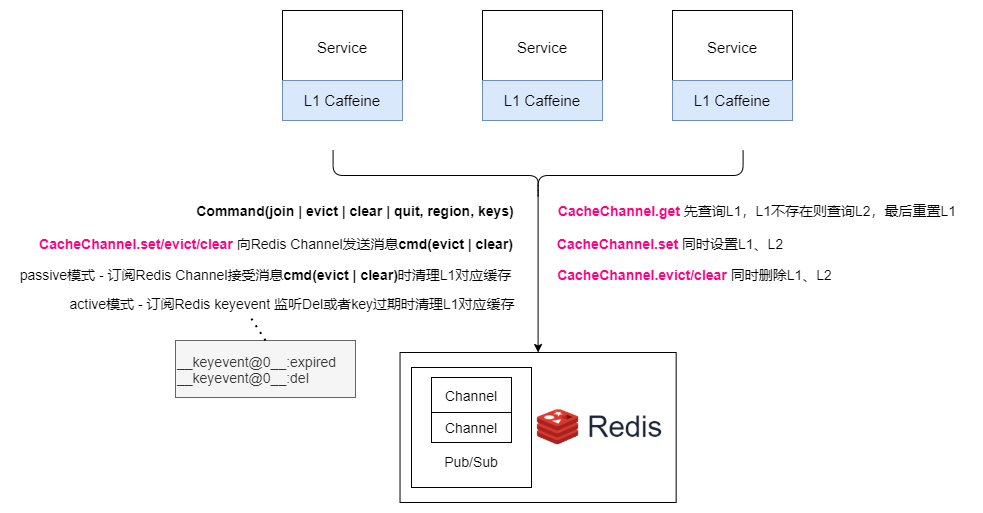 Service
Service
Service
L1 Caffeine
L1 Caffeine
L1 Caffeine
Command(join | evict | clear | quit, region, keys)
CacheChannel.set/evict/clear 向Redis Channel发送消息cmd(evict | clear)
passive模式 - 订阅Redis Channel接受消息cmd(evict | clear)时清理L1对应缓存
active模式 - 订阅Redis keyevent 监听Del或者key过期时清理L1对应缓存
__keyevent@0__:expired
__keyevent@0__:del
CacheChannel.get 先查询L1，L1不存在则查询L2，最后重置L1
CacheChannel.set 同时设置L1、L2
CacheChannel.evict/clear 同时删除L1、L2
Channel
Channel
Pub/Sub
Redis